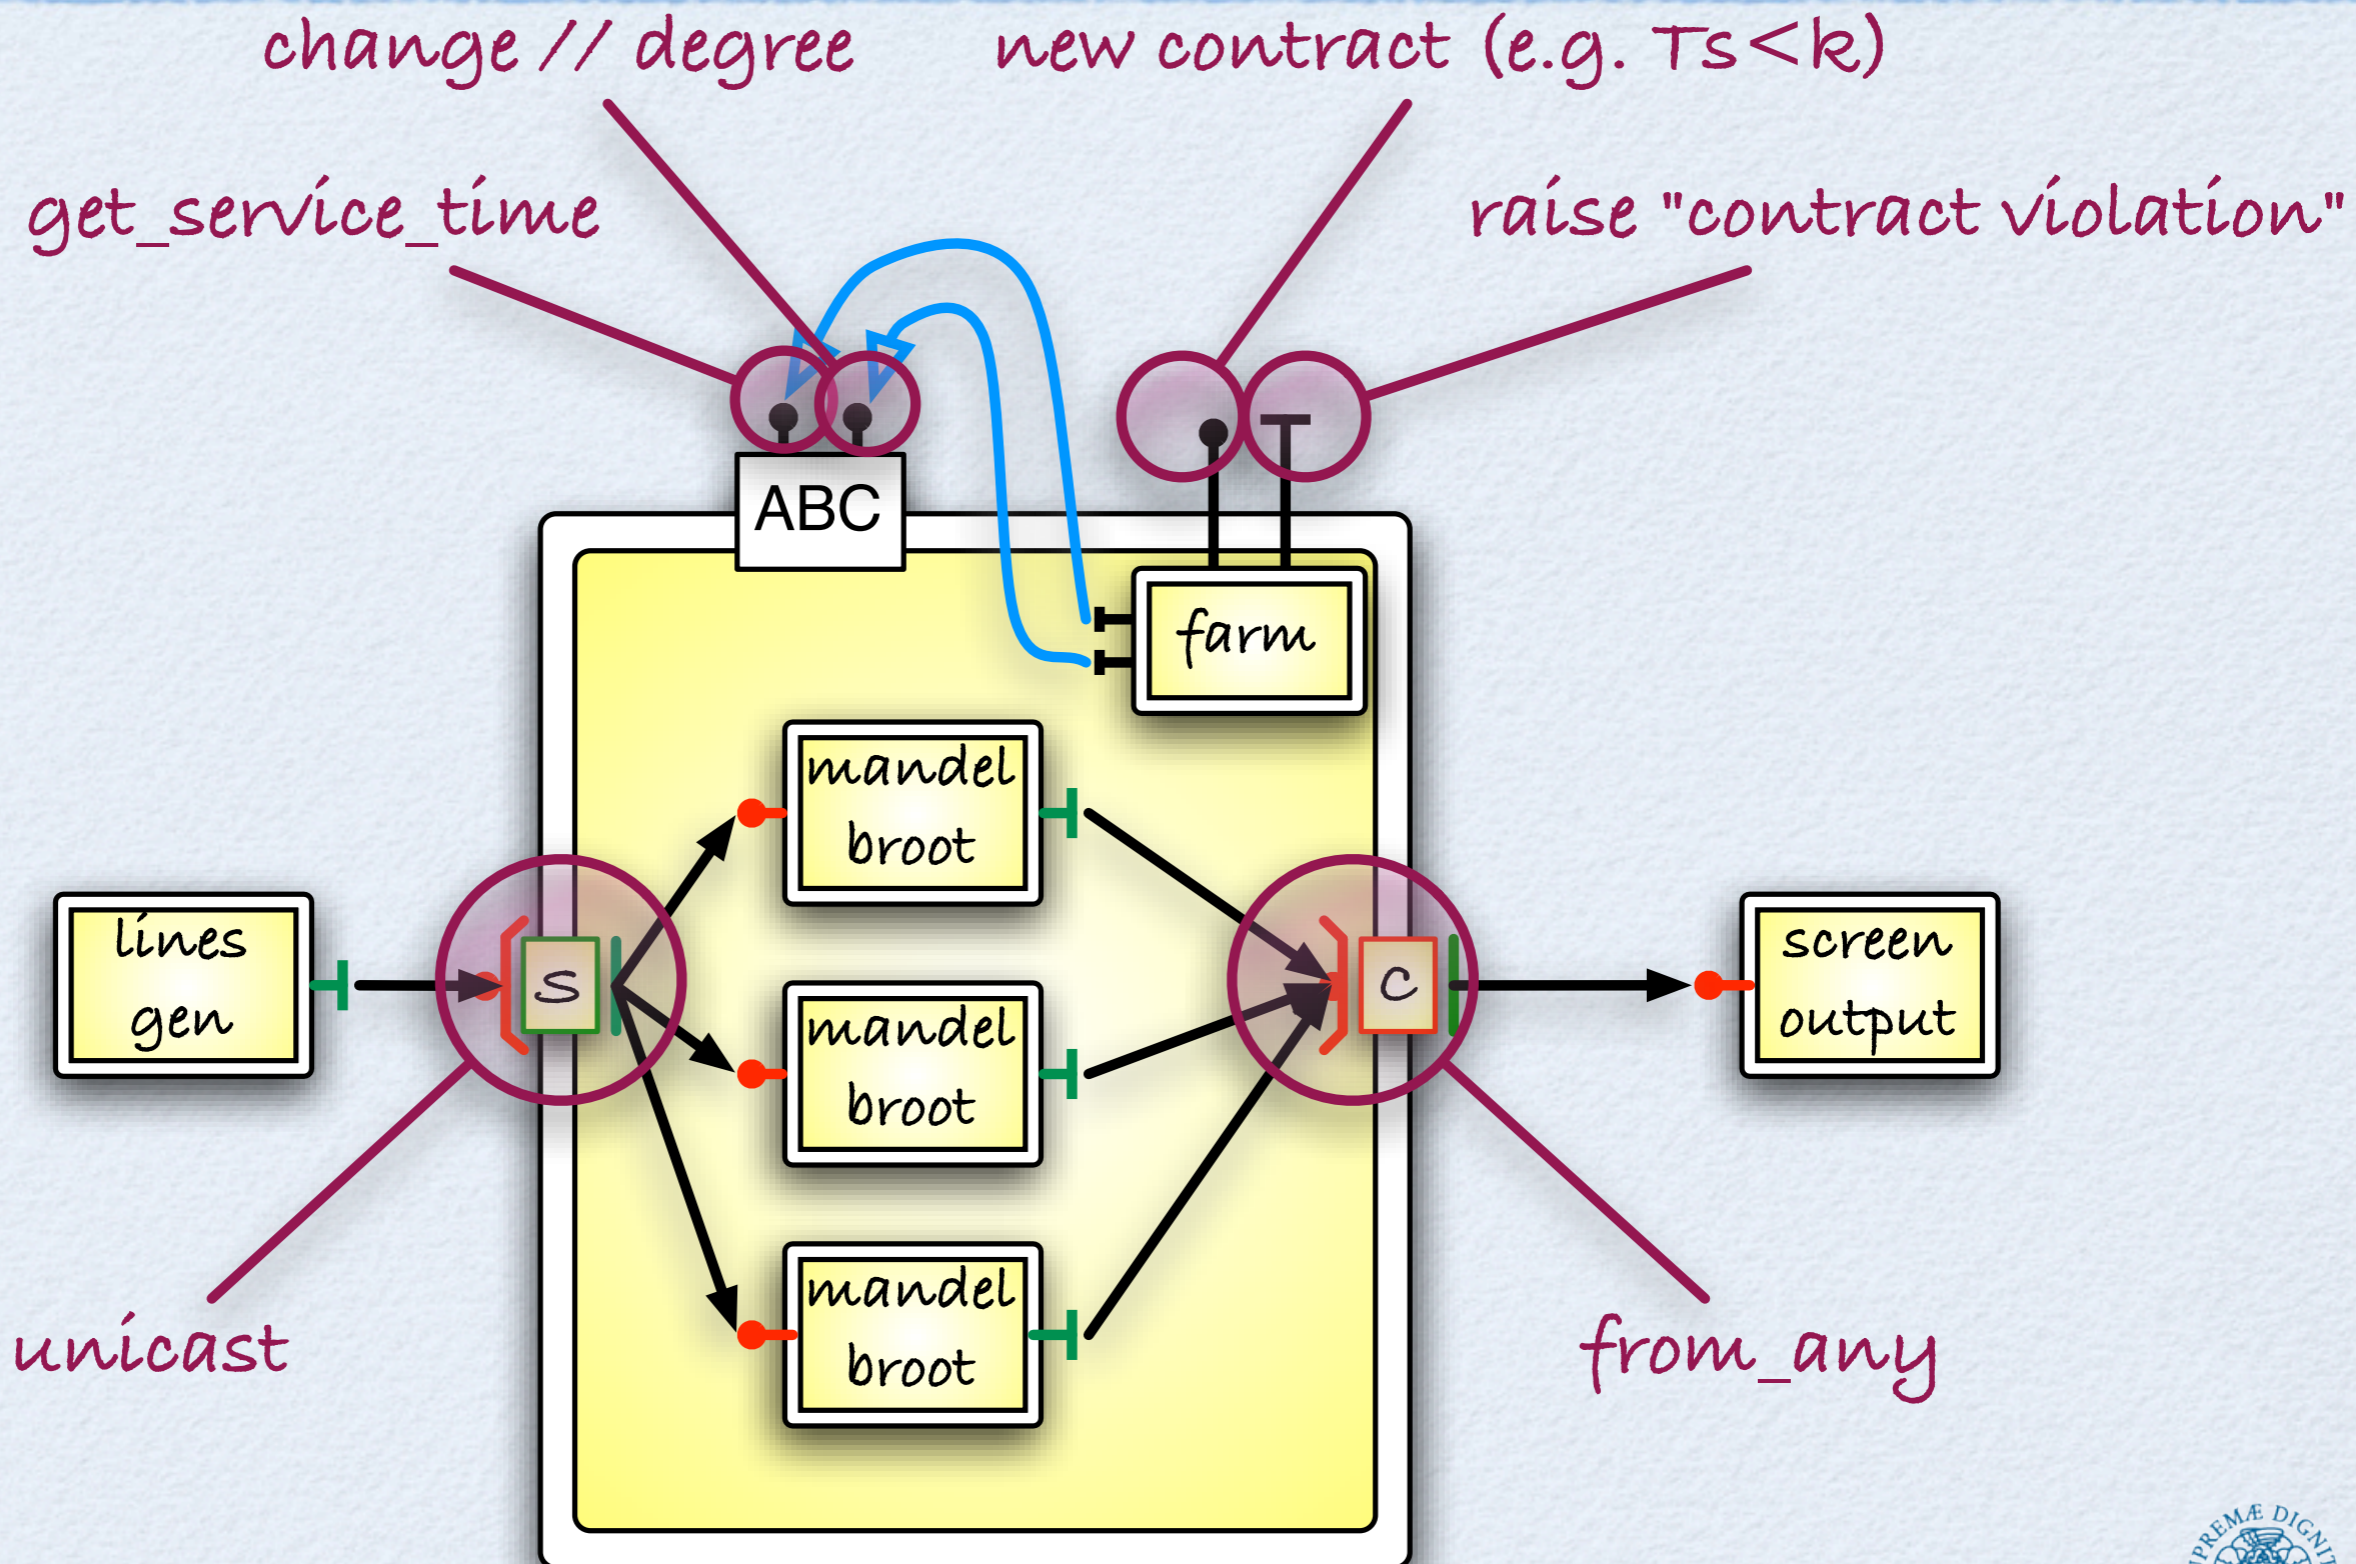 change // degree
new contract (e.g. Ts<k)
get_service_time
raise "contract violation"
ABC
farm
mandel
broot
lines
gen
S
mandel
broot
C
screen
output
mandel
broot
unicast
from_any